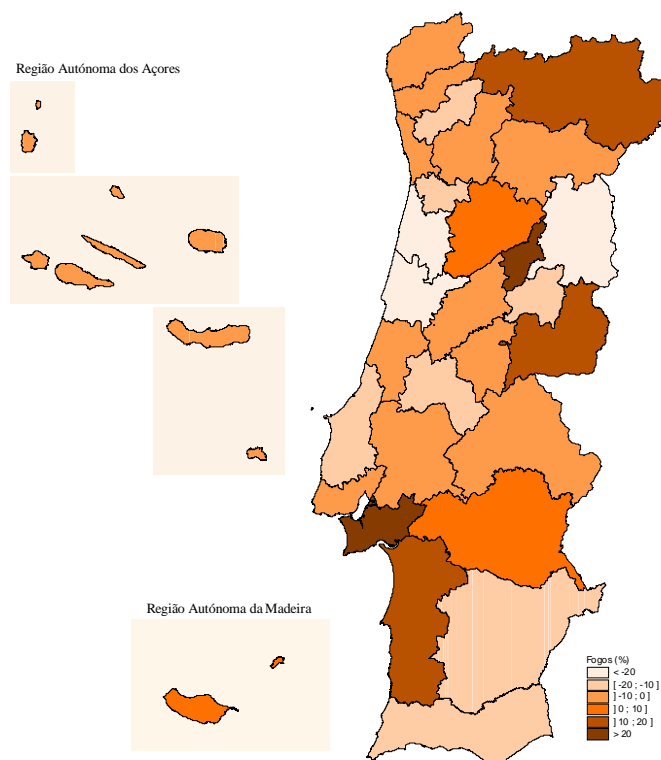 Região Autónoma dos Açores
Região Autónoma da Madeira
Fogos (%)
< -20
] -20 ; -10 ]
] -10 ; 0 ]
] 0 ; 10 ]
] 10 ; 20 ]
> 20